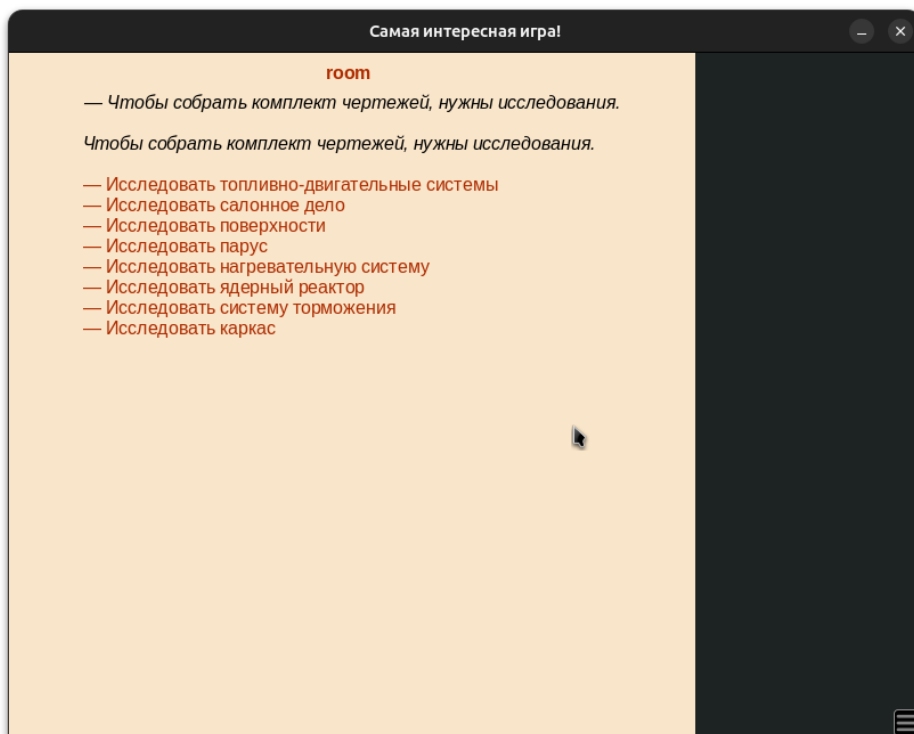 Самая интересная игра!
room
— Чтобы собрать комплект чертежей, нужны исследования.
Чтобы собрать комплект чертежей, нужны исследования.
— Исследовать топливно-двигательные системы
— Исследовать салонное дело
— Исследовать поверхности
— Исследовать парус
— Исследовать нагревательную систему
— Исследовать ядерный реактор
— Исследовать систему торможения
— Исследовать каркас